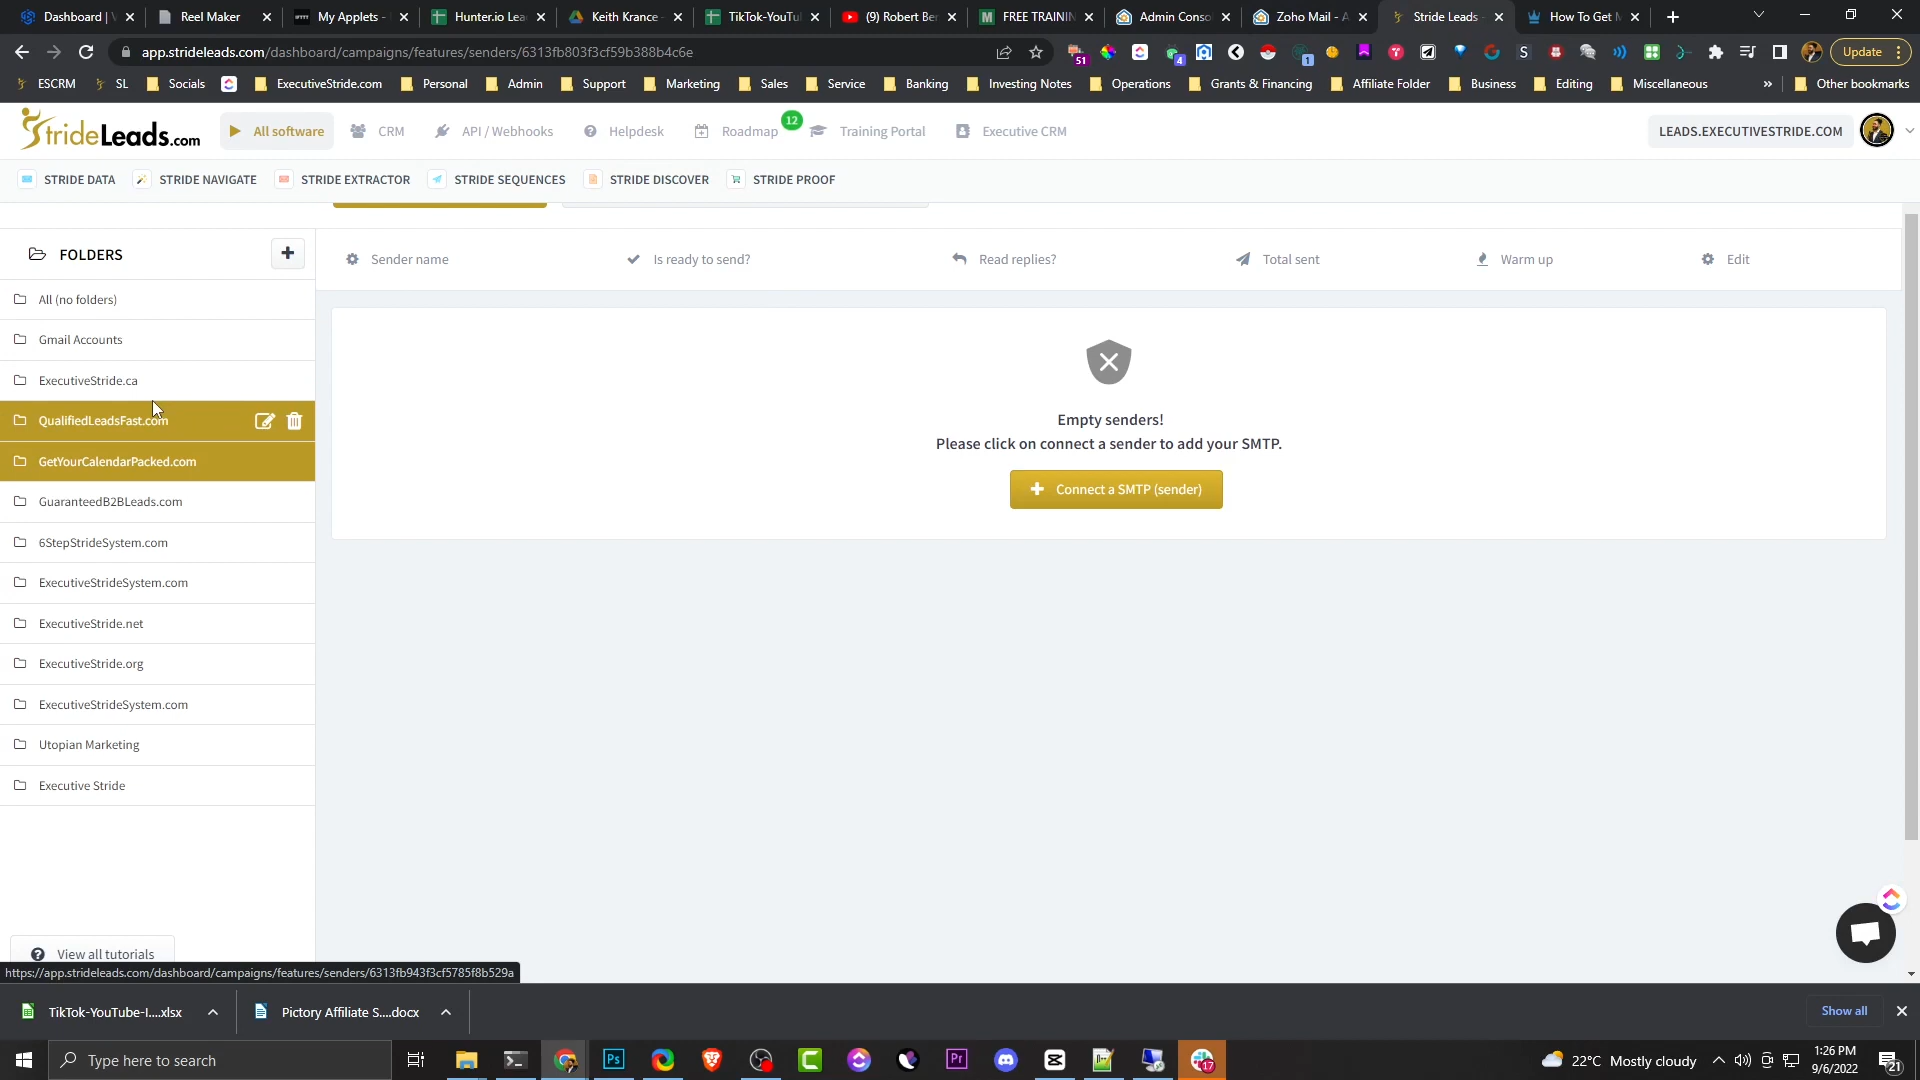 Dashboard | V
Reel Maker
My Applets -
Hunter.io Lea
Keith Krance -
TikTok-YouTu
(9) Robert Ber
FREE TRAININ
Admin Conso
Zoho Mail - A
Stride Leads -
How To Get M
app.strideleads.com/dashboard/campaigns/features/senders/6313fb803f3cf59b388b4c6e
51
4
1
Update
ESCRM
SL
Socials
ExecutiveStride.com
Personal
Admin
Support
Marketing
Sales
Service
Banking
Investing Notes
Operations
Grants & Financing
Affiliate Folder
Business
Editing
Miscellaneous
»
Other bookmarks
StrideLeads.com
All software
CRM
API / Webhooks
Helpdesk
Roadmap
12
Training Portal
Executive CRM
LEADS.EXECUTIVESTRIDE.COM
STRIDE DATA
STRIDE NAVIGATE
STRIDE EXTRACTOR
STRIDE SEQUENCES
STRIDE DISCOVER
STRIDE PROOF
FOLDERS
Sender name
Is ready to send?
Read replies?
Total sent
Warm up
Edit
All (no folders)
Gmail Accounts
ExecutiveStride.ca
QualifiedLeadsFast.com
GetYourCalendarPacked.com
GuaranteedB2BLeads.com
6StepStrideSystem.com
ExecutiveStrideSystem.com
ExecutiveStride.net
ExecutiveStride.org
ExecutiveStrideSystem.com
Utopian Marketing
Executive Stride
Empty senders!
Please click on connect a sender to add your SMTP.
Connect a SMTP (sender)
View all tutorials
https://app.strideleads.com/dashboard/campaigns/features/senders/6313fb943f3cf5785f8b529a
TikTok-YouTube-I....xlsx
Pictory Affiliate S....docx
Show all
Type here to search
17
22°C Mostly cloudy
1:26 PM
9/6/2022
21